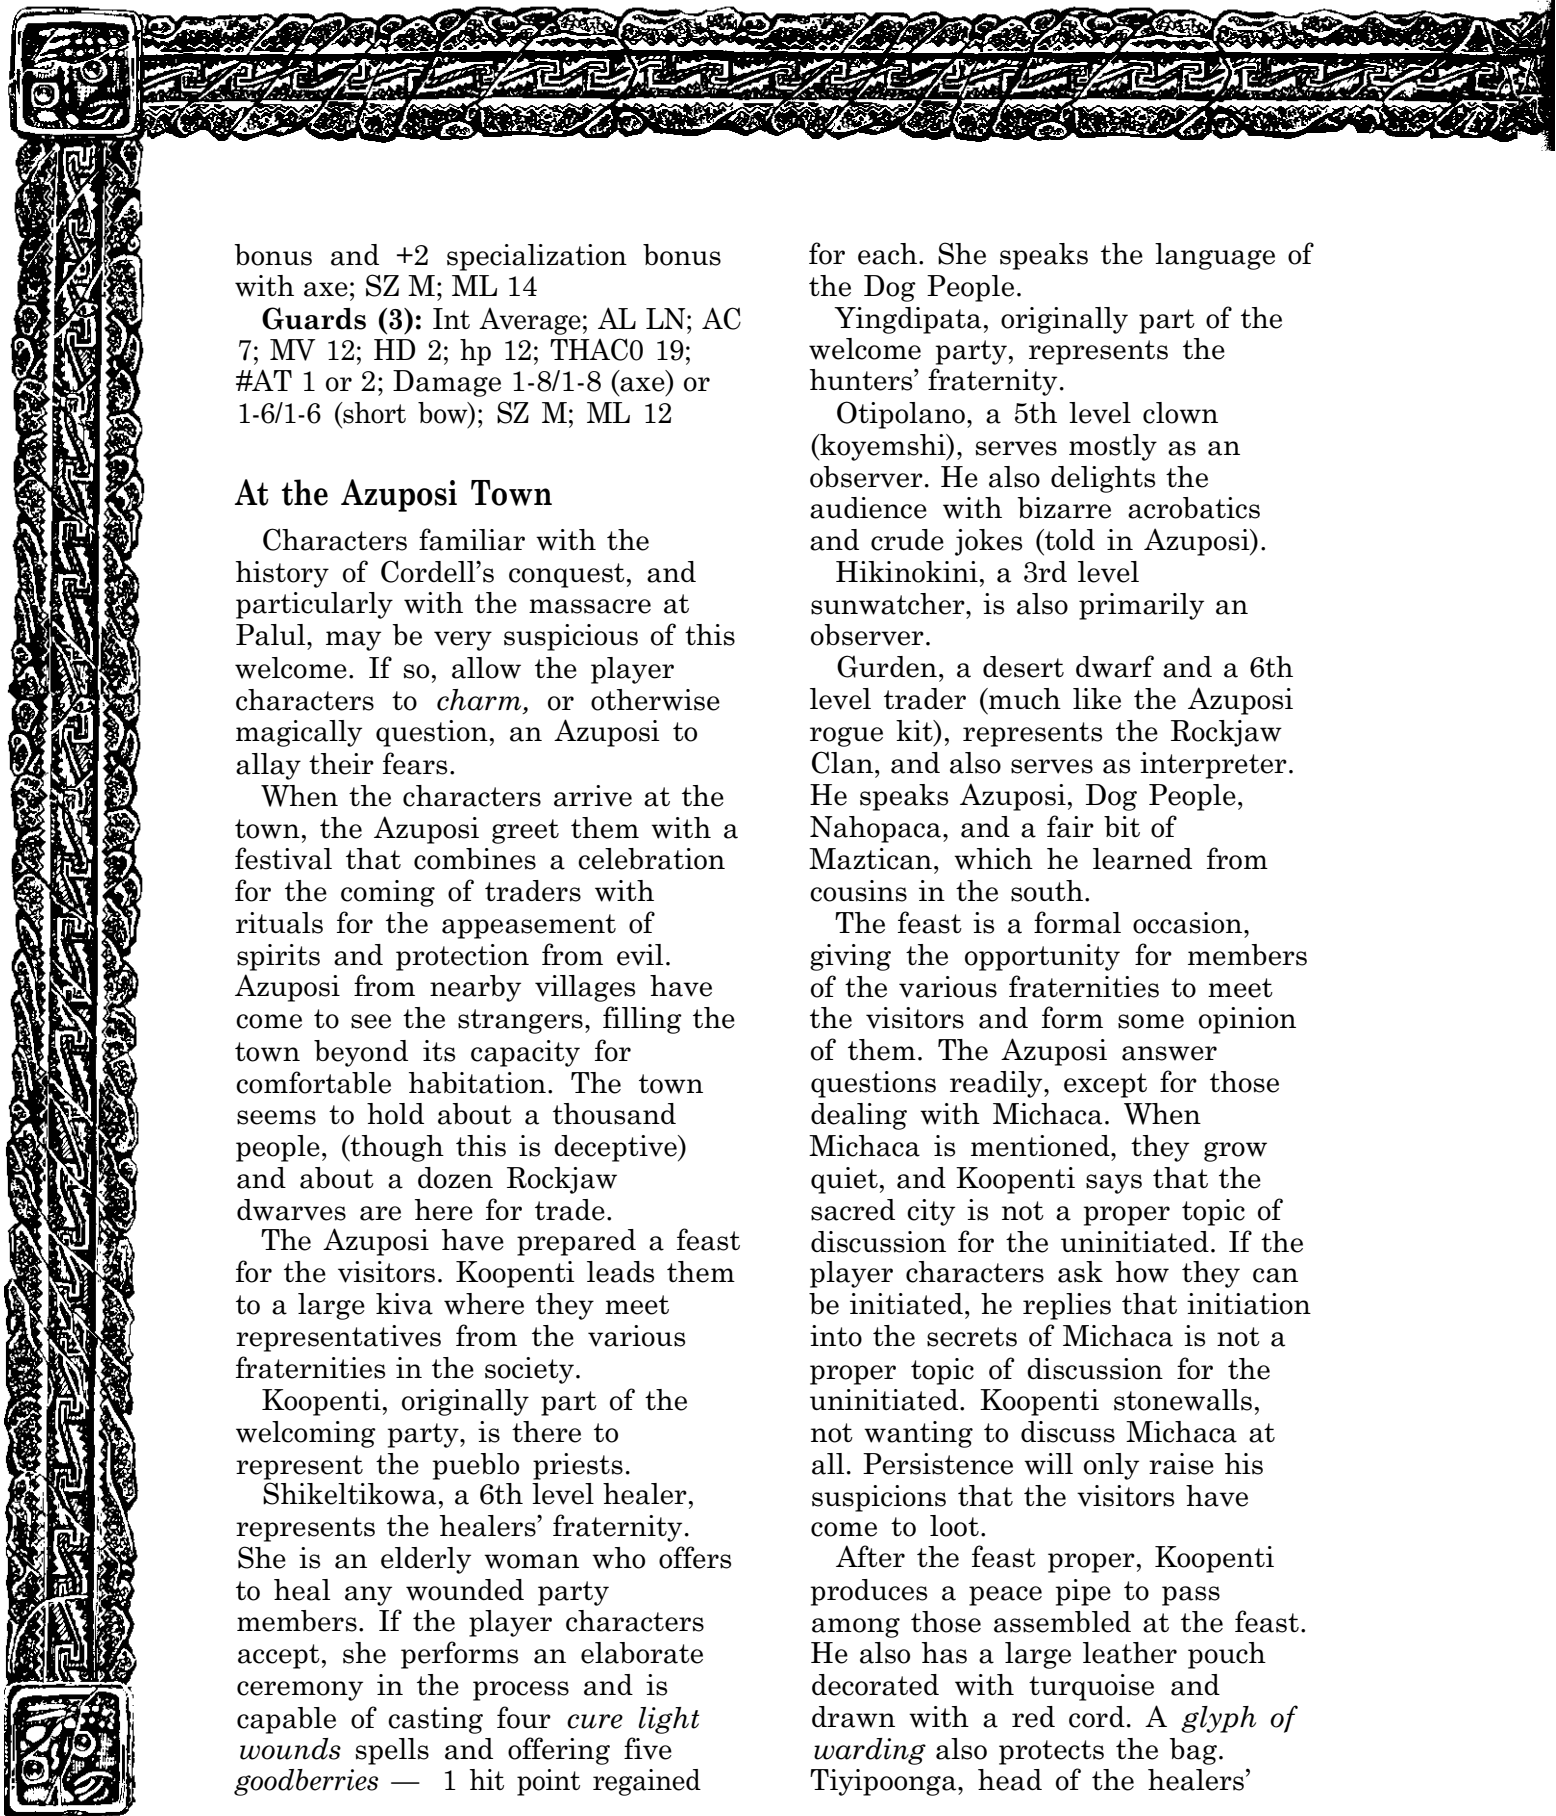 bonus and +2 specialization bonus
with axe; SZ M; ML 14
Guards (3): Int Average; AL LN; AC
7; MV 12; HD 2; hp 12; THAC0 19;
#AT 1 or 2; Damage 1-8/1-8 (axe) or
1-6/1-6 (short bow); SZ M; ML 12
At the Azuposi Town
Characters familiar with the
history of Cordell's conquest, and
particularly with the massacre at
Palul, may be very suspicious of this
welcome. If so, allow the player
characters to charm, or otherwise
magically question, an Azuposi to
allay their fears.
When the characters arrive at the
town, the Azuposi greet them with a
festival that combines a celebration
for the coming of traders with
rituals for the appeasement of
spirits and protection from evil.
Azuposi from nearby villages have
come to see the strangers, filling the
town beyond its capacity for
comfortable habitation. The town
seems to hold about a thousand
people, (though this is deceptive)
and about a dozen Rockjaw
dwarves are here for trade.
The Azuposi have prepared a feast
for the visitors. Koopenti leads them
to a large kiva where they meet
representatives from the various
fraternities in the society.
Koopenti, originally part of the
welcoming party, is there to
represent the pueblo priests.
Shikeltikowa, a 6th level healer,
represents the healers' fraternity.
She is an elderly woman who offers
to heal any wounded party
members. If the player characters
accept, she performs an elaborate
ceremony in the process and is
capable of casting four cure light
wounds spells and offering five
goodberries — 1 hit point regained
for each. She speaks the language of
the Dog People.
Yingdipata, originally part of the
welcome party, represents the
hunters' fraternity.
Otipolano, a 5th level clown
(koyemshi), serves mostly as an
observer. He also delights the
audience with bizarre acrobatics
and crude jokes (told in Azuposi).
Hikinokini, a 3rd level
sunwatcher, is also primarily an
observer.
Gurden, a desert dwarf and a 6th
level trader (much like the Azuposi
rogue kit), represents the Rockjaw
Clan, and also serves as interpreter.
He speaks Azuposi, Dog People,
Nahopaca, and a fair bit of
Maztican, which he learned from
cousins in the south.
The feast is a formal occasion,
giving the opportunity for members
of the various fraternities to meet
the visitors and form some opinion
of them. The Azuposi answer
questions readily, except for those
dealing with Michaca. When
Michaca is mentioned, they grow
quiet, and Koopenti says that the
sacred city is not a proper topic of
discussion for the uninitiated. If the
player characters ask how they can
be initiated, he replies that initiation
into the secrets of Michaca is not a
proper topic of discussion for the
uninitiated. Koopenti stonewalls,
not wanting to discuss Michaca at
all. Persistence will only raise his
suspicions that the visitors have
come to loot.
After the feast proper, Koopenti
produces a peace pipe to pass
among those assembled at the feast.
He also has a large leather pouch
decorated with turquoise and
drawn with a red cord. A glyph of
warding also protects the bag.
Tiyipoonga, head of the healers'